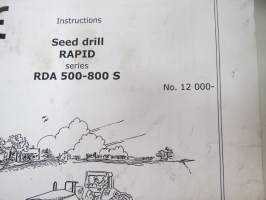 Instructions
Seed drill
RAPID
series
RDA 500-800 S
No. 12 000-